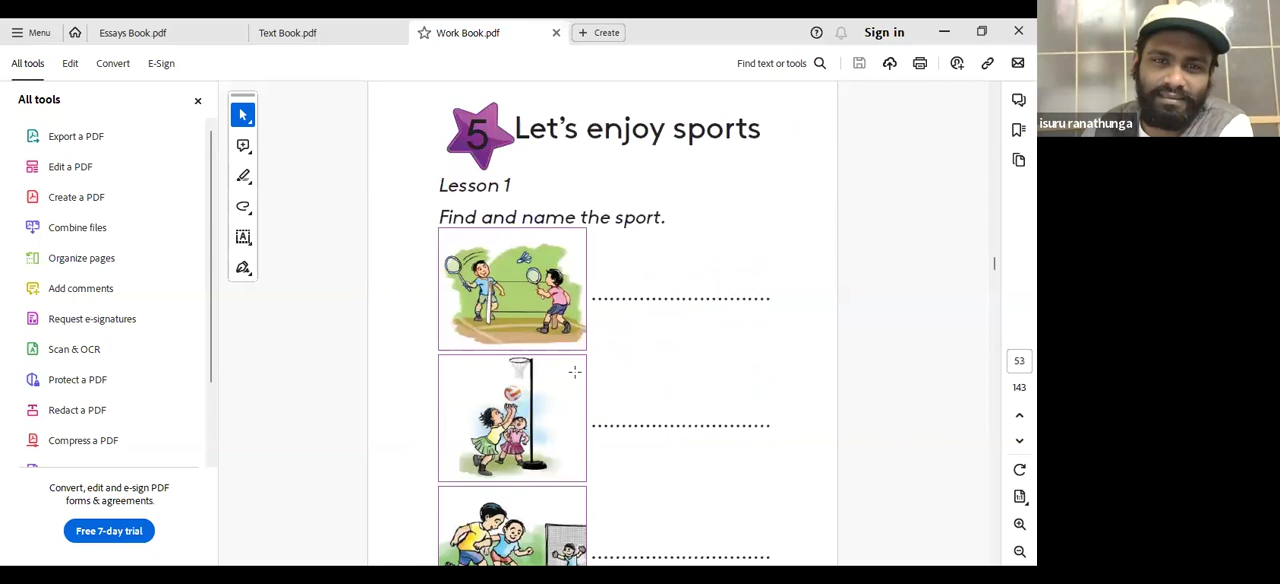 Menu
Essays Book.pdf
Text Book.pdf
Work Book.pdf
Create
Sign in
All tools
Edit
Convert
E-Sign
Find text or tools
All tools
Export a PDF
Edit a PDF
Create a PDF
Combine files
Organize pages
Add comments
Request e-signatures
Scan & OCR
Protect a PDF
Redact a PDF
Compress a PDF
Convert, edit and e-sign PDF
forms & agreements.
Free 7-day trial
5 Let's enjoy sports
Lesson 1
Find and name the sport.
53
143
isuru ranathunga